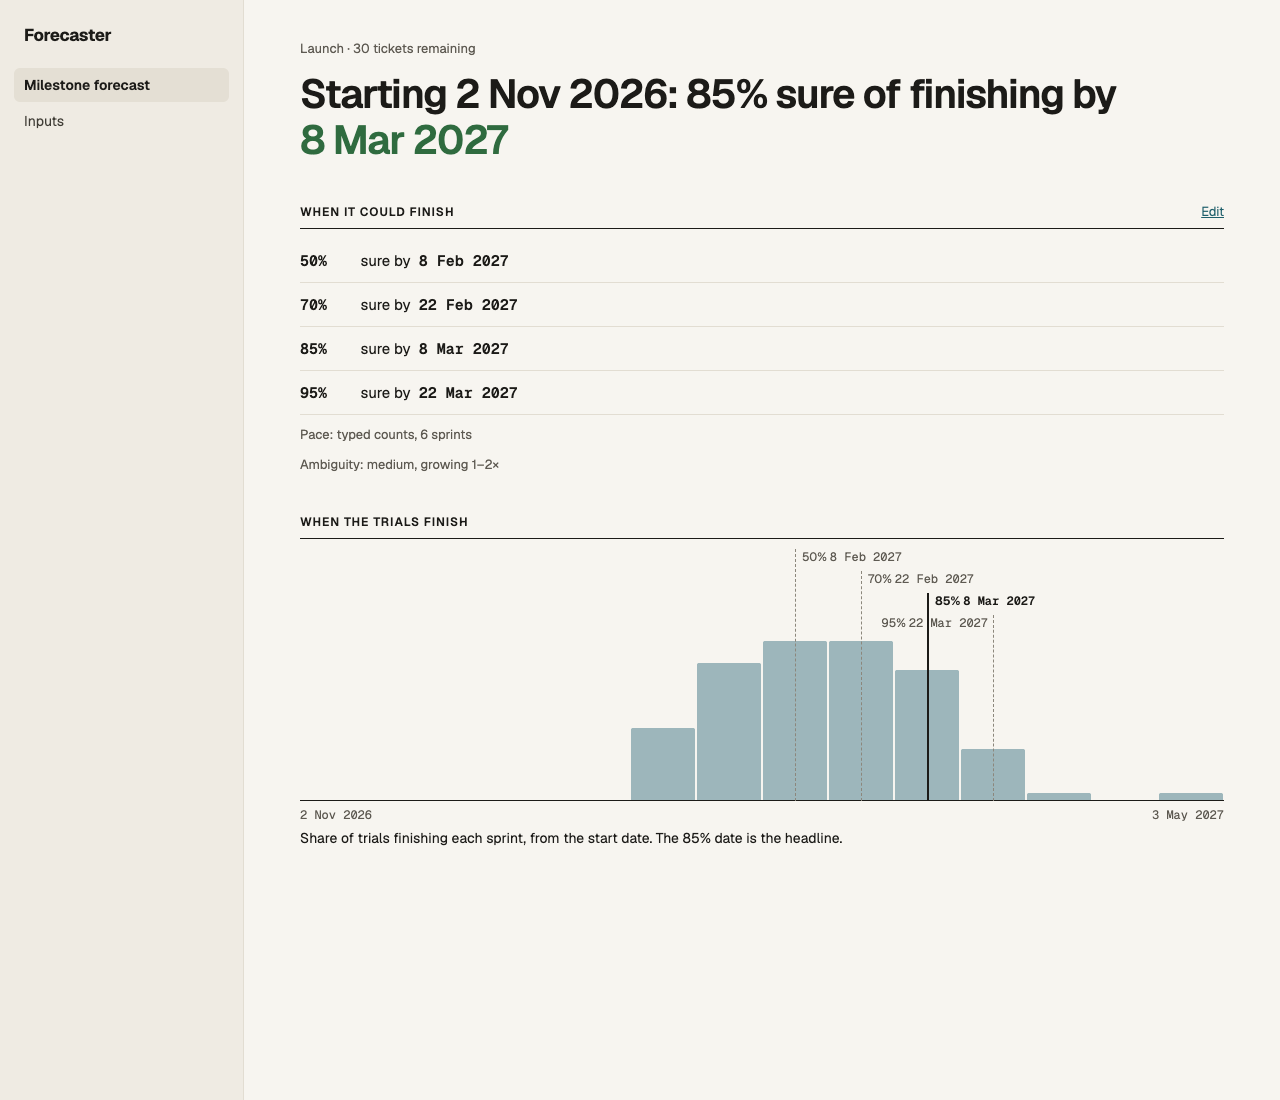 Forecaster
Milestone forecast
Inputs
Launch · 30 tickets remaining
Starting 2 Nov 2026: 85% sure of finishing by
8 Mar 2027
WHEN IT COULD FINISH Edit
50% sure by 8 Feb 2027
70% sure by 22 Feb 2027
85% sure by 8 Mar 2027
95% sure by 22 Mar 2027
Pace: typed counts, 6 sprints
Ambiguity: medium, growing 1–2×
WHEN THE TRIALS FINISH
50% 8 Feb 2027
70% 22 Feb 2027
85% 8 Mar 2027
95% 22 Mar 2027
2 Nov 2026 3 May 2027
Share of trials finishing each sprint, from the start date. The 85% date is the headline.